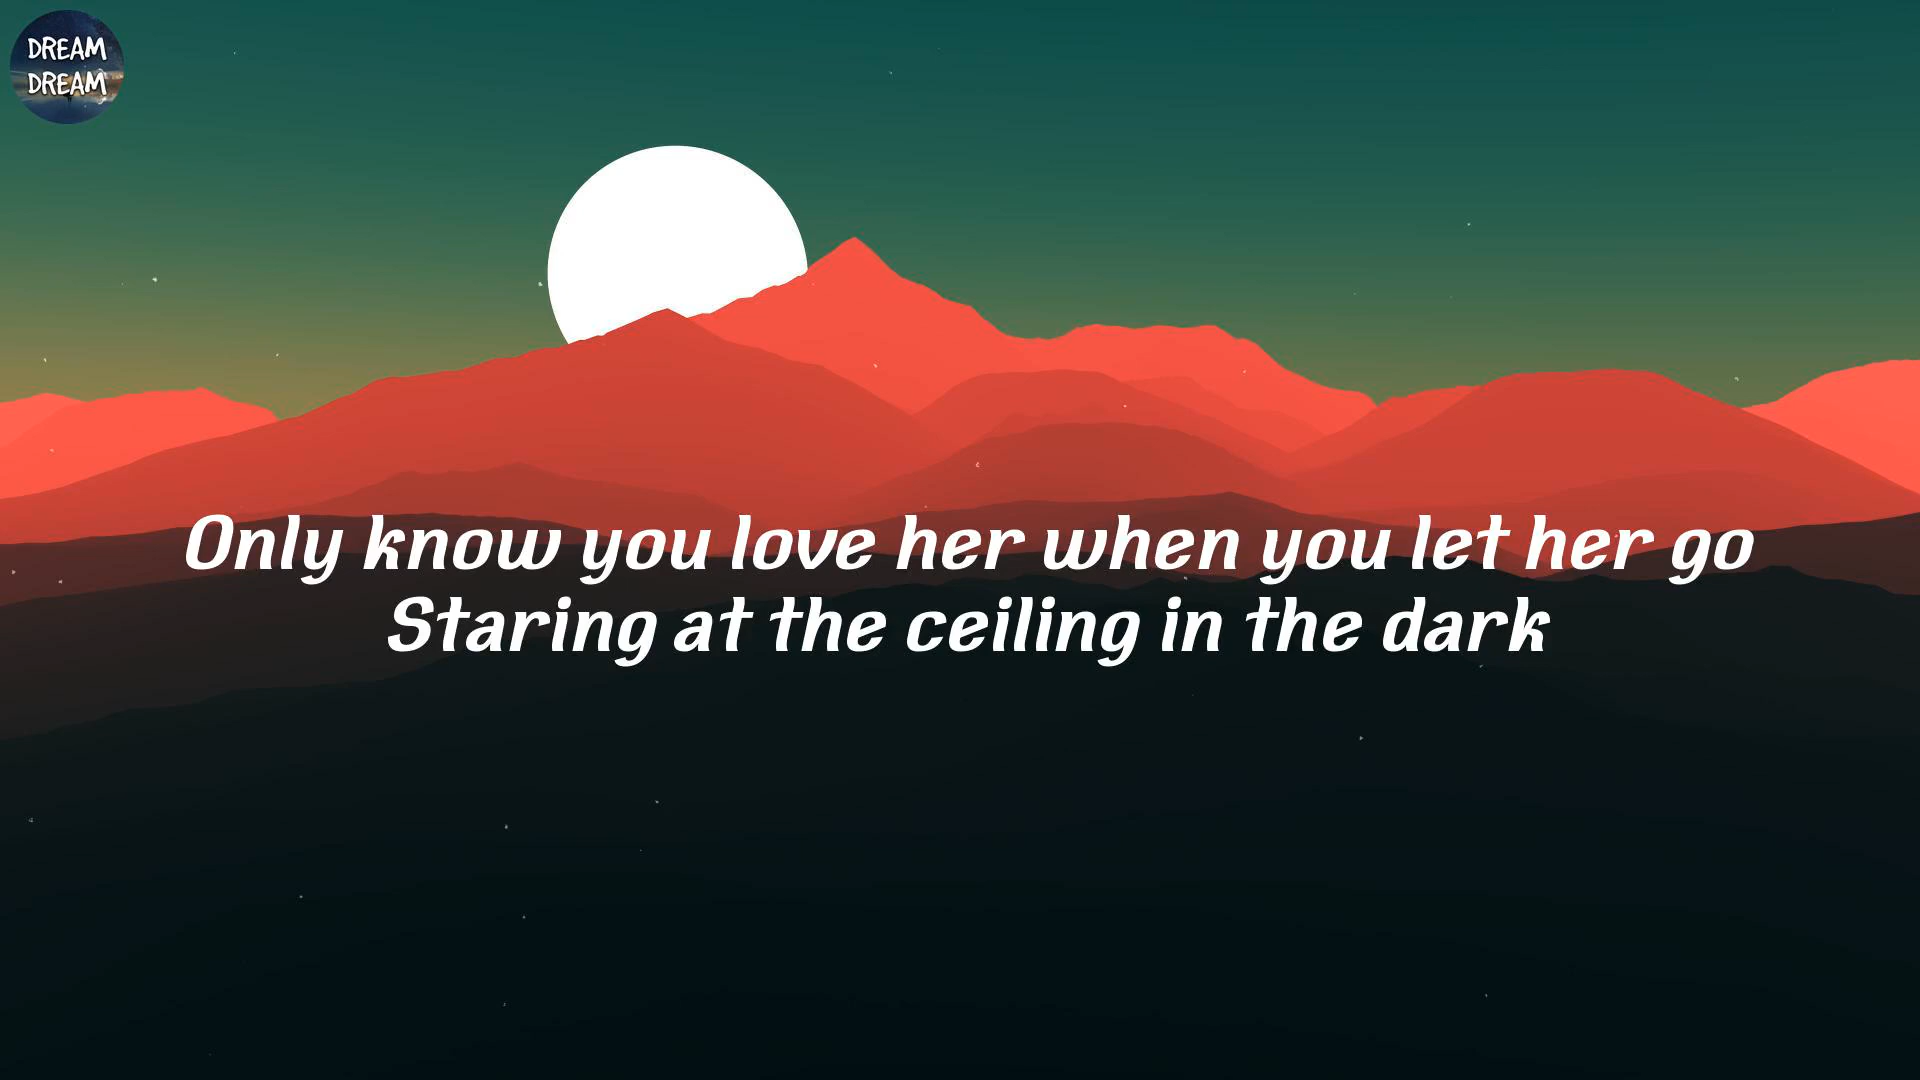 DREAM
DREAM
Only know you love her when you let her go
Staring at the ceiling in the dark